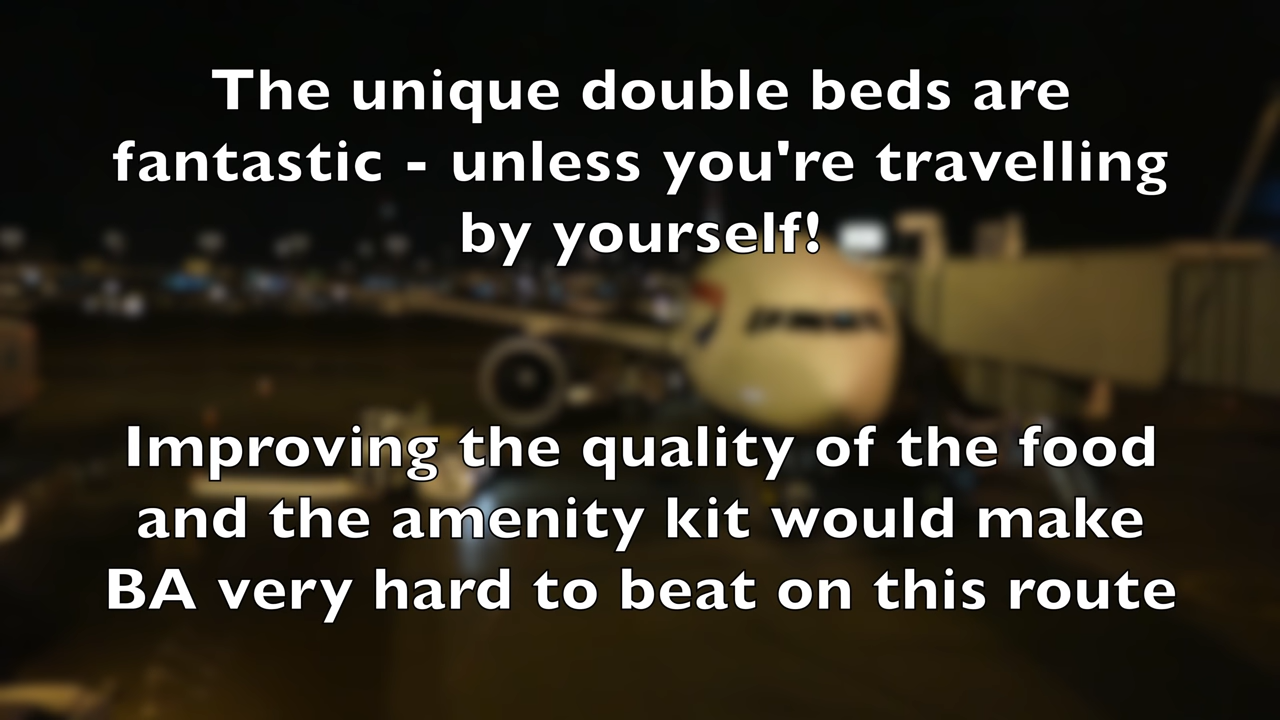 The unique double beds are
fantastic - unless you're travelling
by yourself!
Improving the quality of the food
and the amenity kit would make
BA very hard to beat on this route